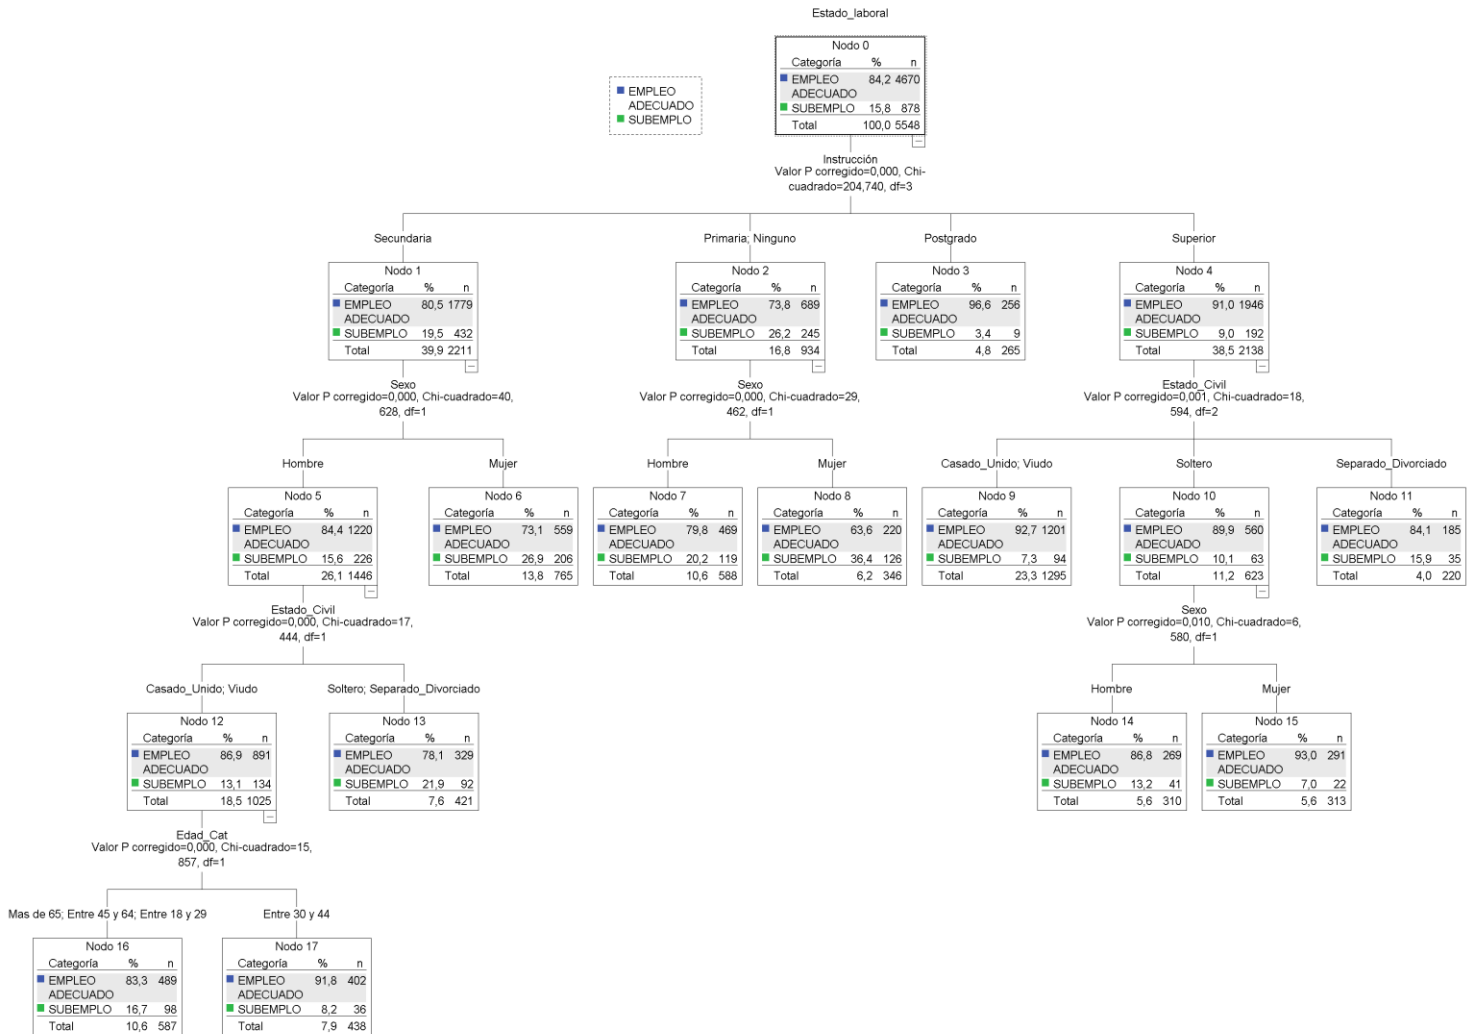 Estado_laboral
EMPLEO
ADECUADO
SUBEMPLO
Nodo 0
Categoría % n
EMPLEO 84,2 4670
ADECUADO
SUBEMPLO 15,8 878
Total 100,0 5548
Instrucción
Valor P corregido=0,000, Chi-
cuadrado=204,740, df=3
Secundaria
Primaria; Ninguno
Postgrado
Superior
Nodo 1
Categoría % n
EMPLEO 80,5 1779
ADECUADO
SUBEMPLO 19,5 432
Total 39,9 2211
Nodo 2
Categoría % n
EMPLEO 73,8 689
ADECUADO
SUBEMPLO 26,2 245
Total 16,8 934
Nodo 3
Categoría % n
EMPLEO 96,6 256
ADECUADO
SUBEMPLO 3,4 9
Total 4,8 265
Nodo 4
Categoría % n
EMPLEO 91,0 1946
ADECUADO
SUBEMPLO 9,0 192
Total 38,5 2138
Sexo
Valor P corregido=0,000, Chi-cuadrado=40,
628, df=1
Sexo
Valor P corregido=0,000, Chi-cuadrado=29,
462, df=1
Estado_Civil
Valor P corregido=0,001, Chi-cuadrado=18,
594, df=2
Hombre
Mujer
Hombre
Mujer
Casado_Unido; Viudo
Soltero
Separado_Divorciado
Nodo 5
Categoría % n
EMPLEO 84,4 1220
ADECUADO
SUBEMPLO 15,6 226
Total 26,1 1446
Nodo 6
Categoría % n
EMPLEO 73,1 559
ADECUADO
SUBEMPLO 26,9 206
Total 13,8 765
Nodo 7
Categoría % n
EMPLEO 79,8 469
ADECUADO
SUBEMPLO 20,2 119
Total 10,6 588
Nodo 8
Categoría % n
EMPLEO 63,6 220
ADECUADO
SUBEMPLO 36,4 126
Total 6,2 346
Nodo 9
Categoría % n
EMPLEO 92,7 1201
ADECUADO
SUBEMPLO 7,3 94
Total 23,3 1295
Nodo 10
Categoría % n
EMPLEO 89,9 560
ADECUADO
SUBEMPLO 10,1 63
Total 11,2 623
Nodo 11
Categoría % n
EMPLEO 84,1 185
ADECUADO
SUBEMPLO 15,9 35
Total 4,0 220
Estado_Civil
Valor P corregido=0,000, Chi-cuadrado=17,
444, df=1
Sexo
Valor P corregido=0,010, Chi-cuadrado=6,
580, df=1
Casado_Unido; Viudo
Soltero; Separado_Divorciado
Hombre
Mujer
Nodo 12
Categoría % n
EMPLEO 86,9 891
ADECUADO
SUBEMPLO 13,1 134
Total 18,5 1025
Nodo 13
Categoría % n
EMPLEO 78,1 329
ADECUADO
SUBEMPLO 21,9 92
Total 7,6 421
Nodo 14
Categoría % n
EMPLEO 86,8 269
ADECUADO
SUBEMPLO 13,2 41
Total 5,6 310
Nodo 15
Categoría % n
EMPLEO 93,0 291
ADECUADO
SUBEMPLO 7,0 22
Total 5,6 313
Edad_Cat
Valor P corregido=0,000, Chi-cuadrado=15,
857, df=1
Mas de 65; Entre 45 y 64; Entre 18 y 29
Entre 30 y 44
Nodo 16
Categoría % n
EMPLEO 83,3 489
ADECUADO
SUBEMPLO 16,7 98
Total 10,6 587
Nodo 17
Categoría % n
EMPLEO 91,8 402
ADECUADO
SUBEMPLO 8,2 36
Total 7,9 438